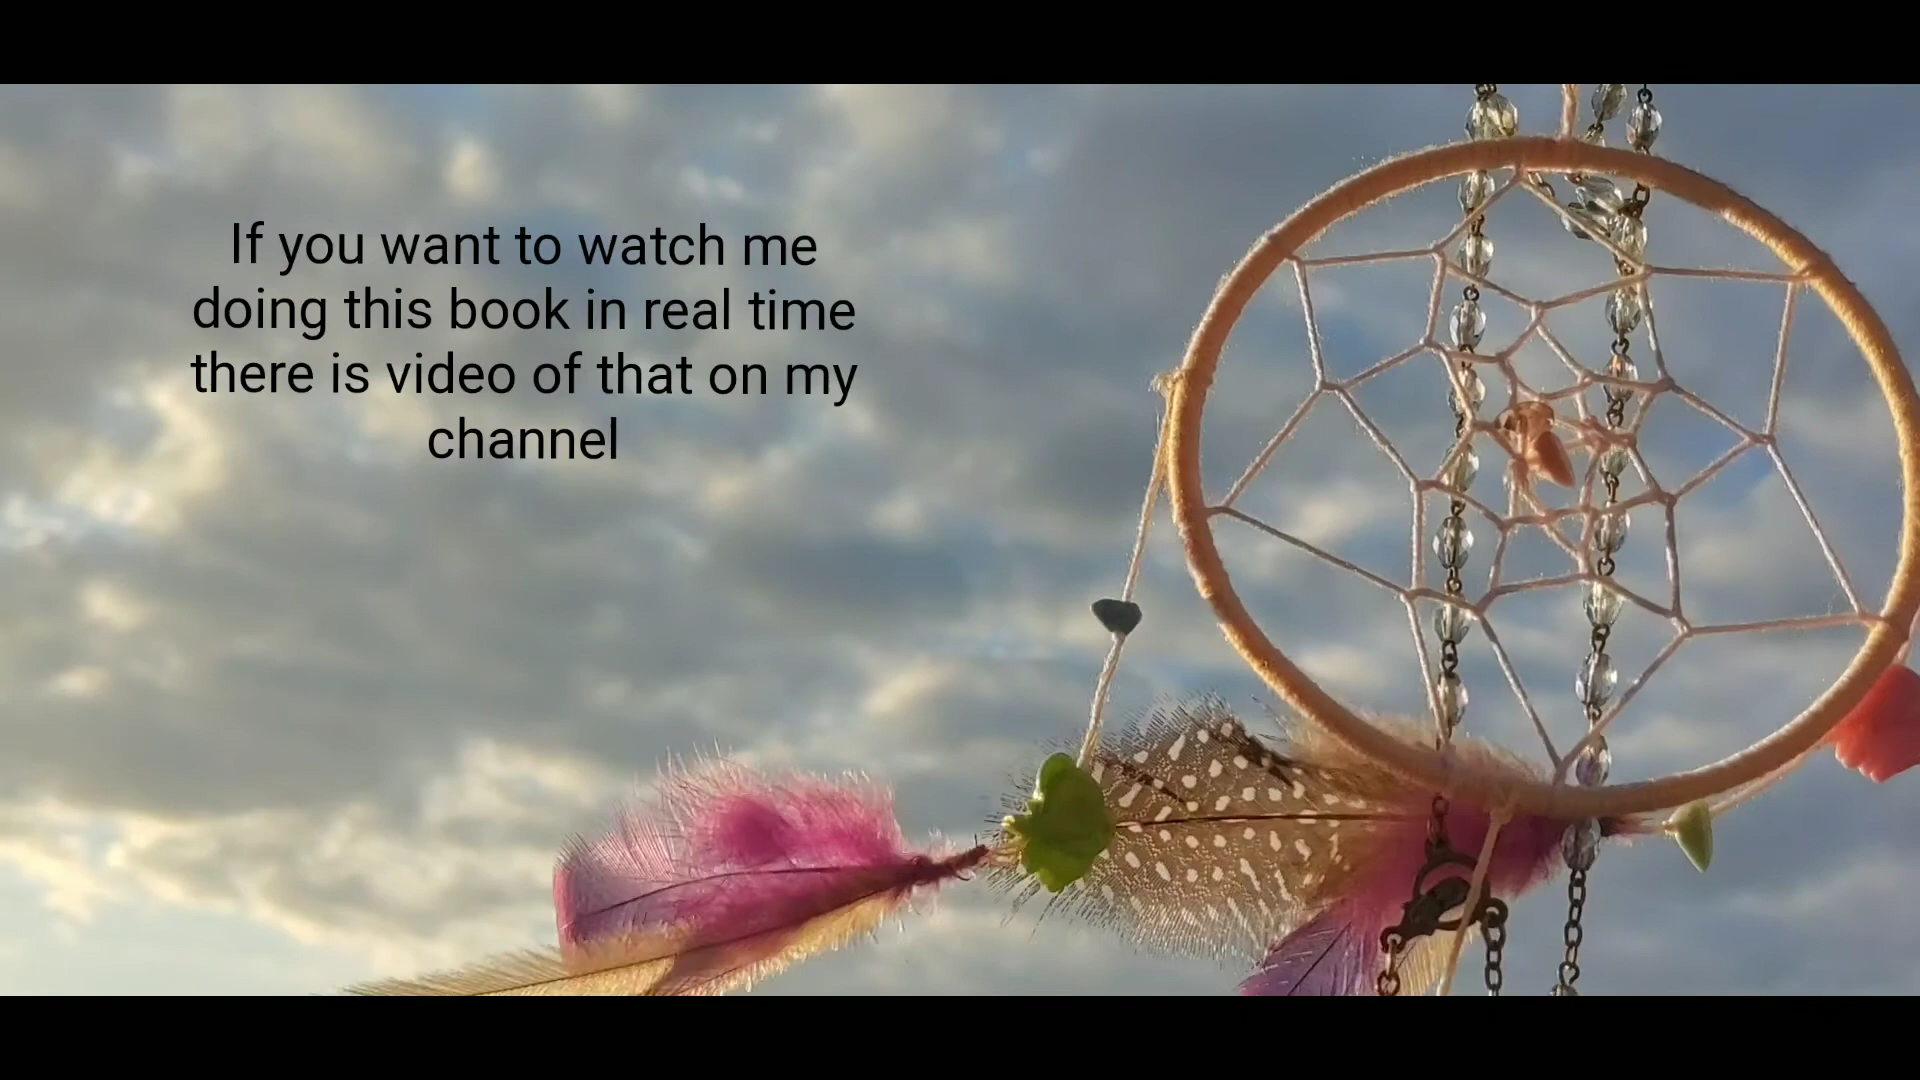 If you want to watch me
doing this book in real time
there is video of that on my
channel